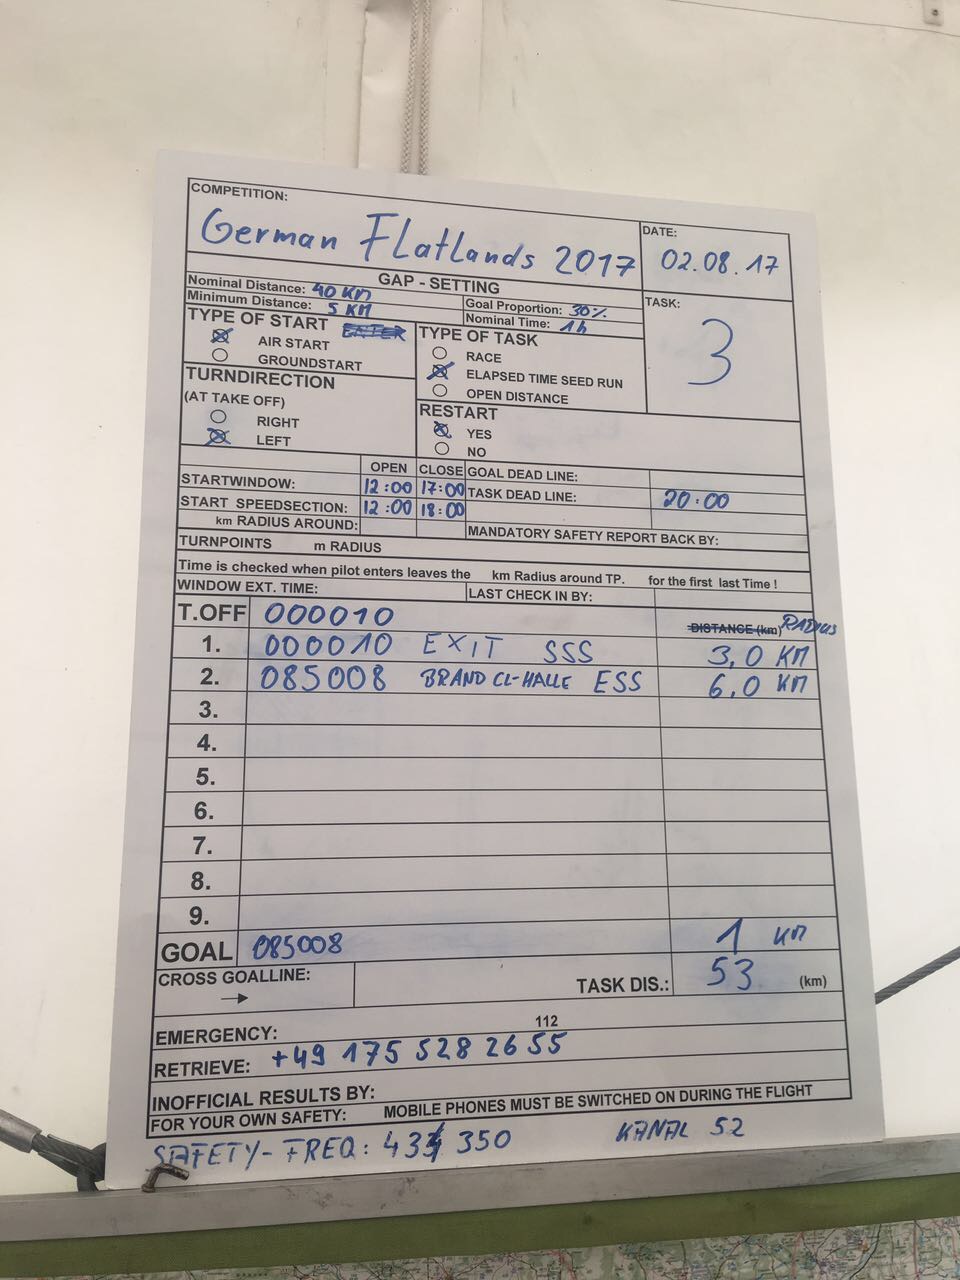 COMPETITION:
German Flatlands 2017
DATE:
02.08.17
GAP - SETTING
Nominal Distance: 40 KM
Minimum Distance: 5 KM
Goal Proportion: 30%
Nominal Time: 1h
TASK:
3
TYPE OF START ENTER
AIR START
GROUNDSTART
TYPE OF TASK
RACE
ELAPSED TIME SEED RUN
OPEN DISTANCE
TURNDIRECTION
(AT TAKE OFF)
RIGHT
LEFT
RESTART
YES
NO
OPEN CLOSE GOAL DEAD LINE:
STARTWINDOW: 12:00 17:00 TASK DEAD LINE: 20:00
START SPEEDSECTION: 12:00 18:00
km RADIUS AROUND: MANDATORY SAFETY REPORT BACK BY:
TURNPOINTS m RADIUS
Time is checked when pilot enters leaves the km Radius around TP. for the first last Time !
WINDOW EXT. TIME: LAST CHECK IN BY:
T.OFF 000010 DISTANCE (km) RADIUS
1. 000010 EXIT SSS 3,0 KM
2. 085008 BRAND CL-HALLE ESS 6,0 KM
3.
4.
5.
6.
7.
8.
9.
GOAL 085008 1 KM
CROSS GOALLINE: → TASK DIS.: 53 (km)
EMERGENCY: 112
RETRIEVE: +49 175 528 26 55
INOFFICIAL RESULTS BY:
FOR YOUR OWN SAFETY: MOBILE PHONES MUST BE SWITCHED ON DURING THE FLIGHT
SAFETY-FREQ: 350 KANAL 52